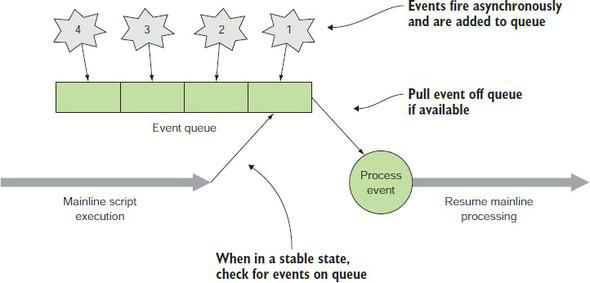 Events fire asynchronously
and are added to queue
4
3
2
1
Pull event off queue
if available
Event queue
Process
event
Mainline script
execution
Resume mainline
processing
When in a stable state,
check for events on queue